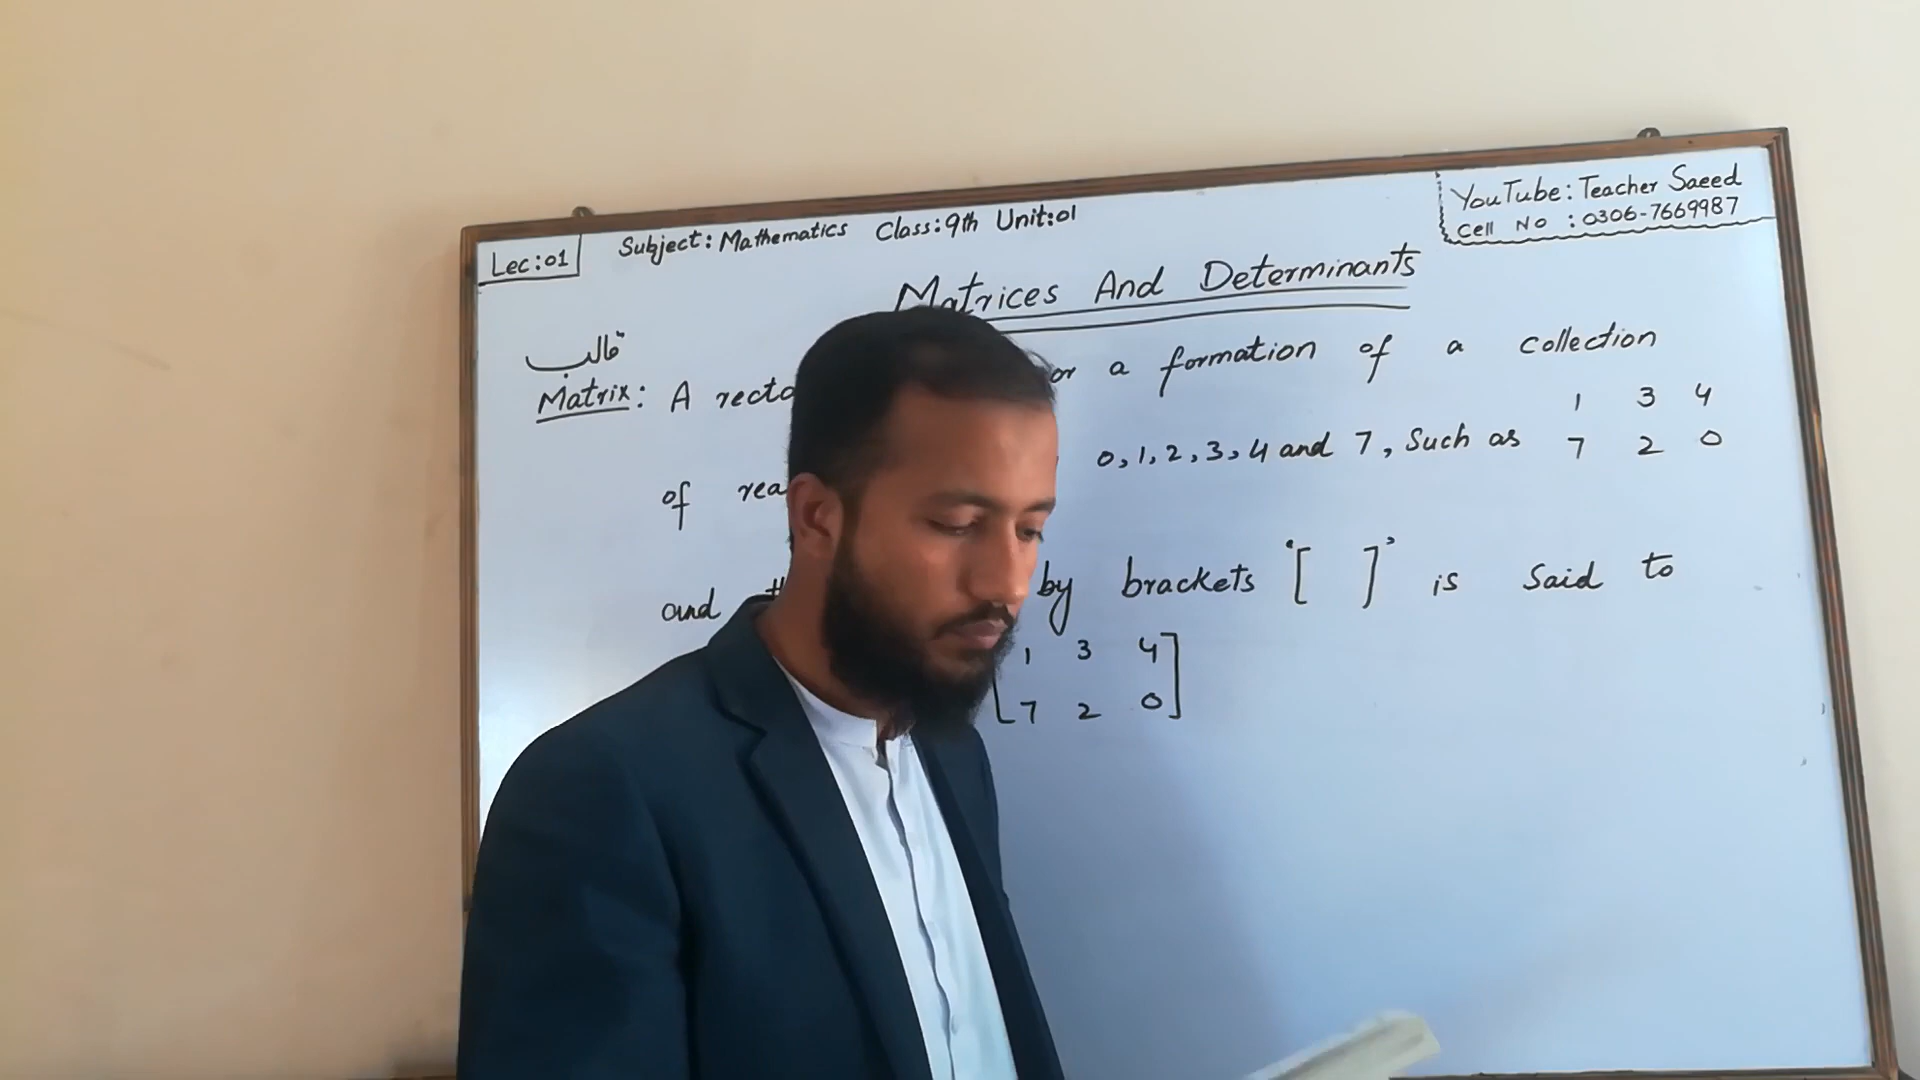 Lec:01
Subject: Mathematics Class:9th Unit:01
YouTube: Teacher Saeed
Cell No : 0306-7669987
Matrices And Determinants
قالب
Matrix: A or a formation of a collection
1 3 4
of 0,1,2,3,4 and 7, Such as 7 2 0
and by brackets '[ ]' is Said to
1 3 4]
[7 2 0]